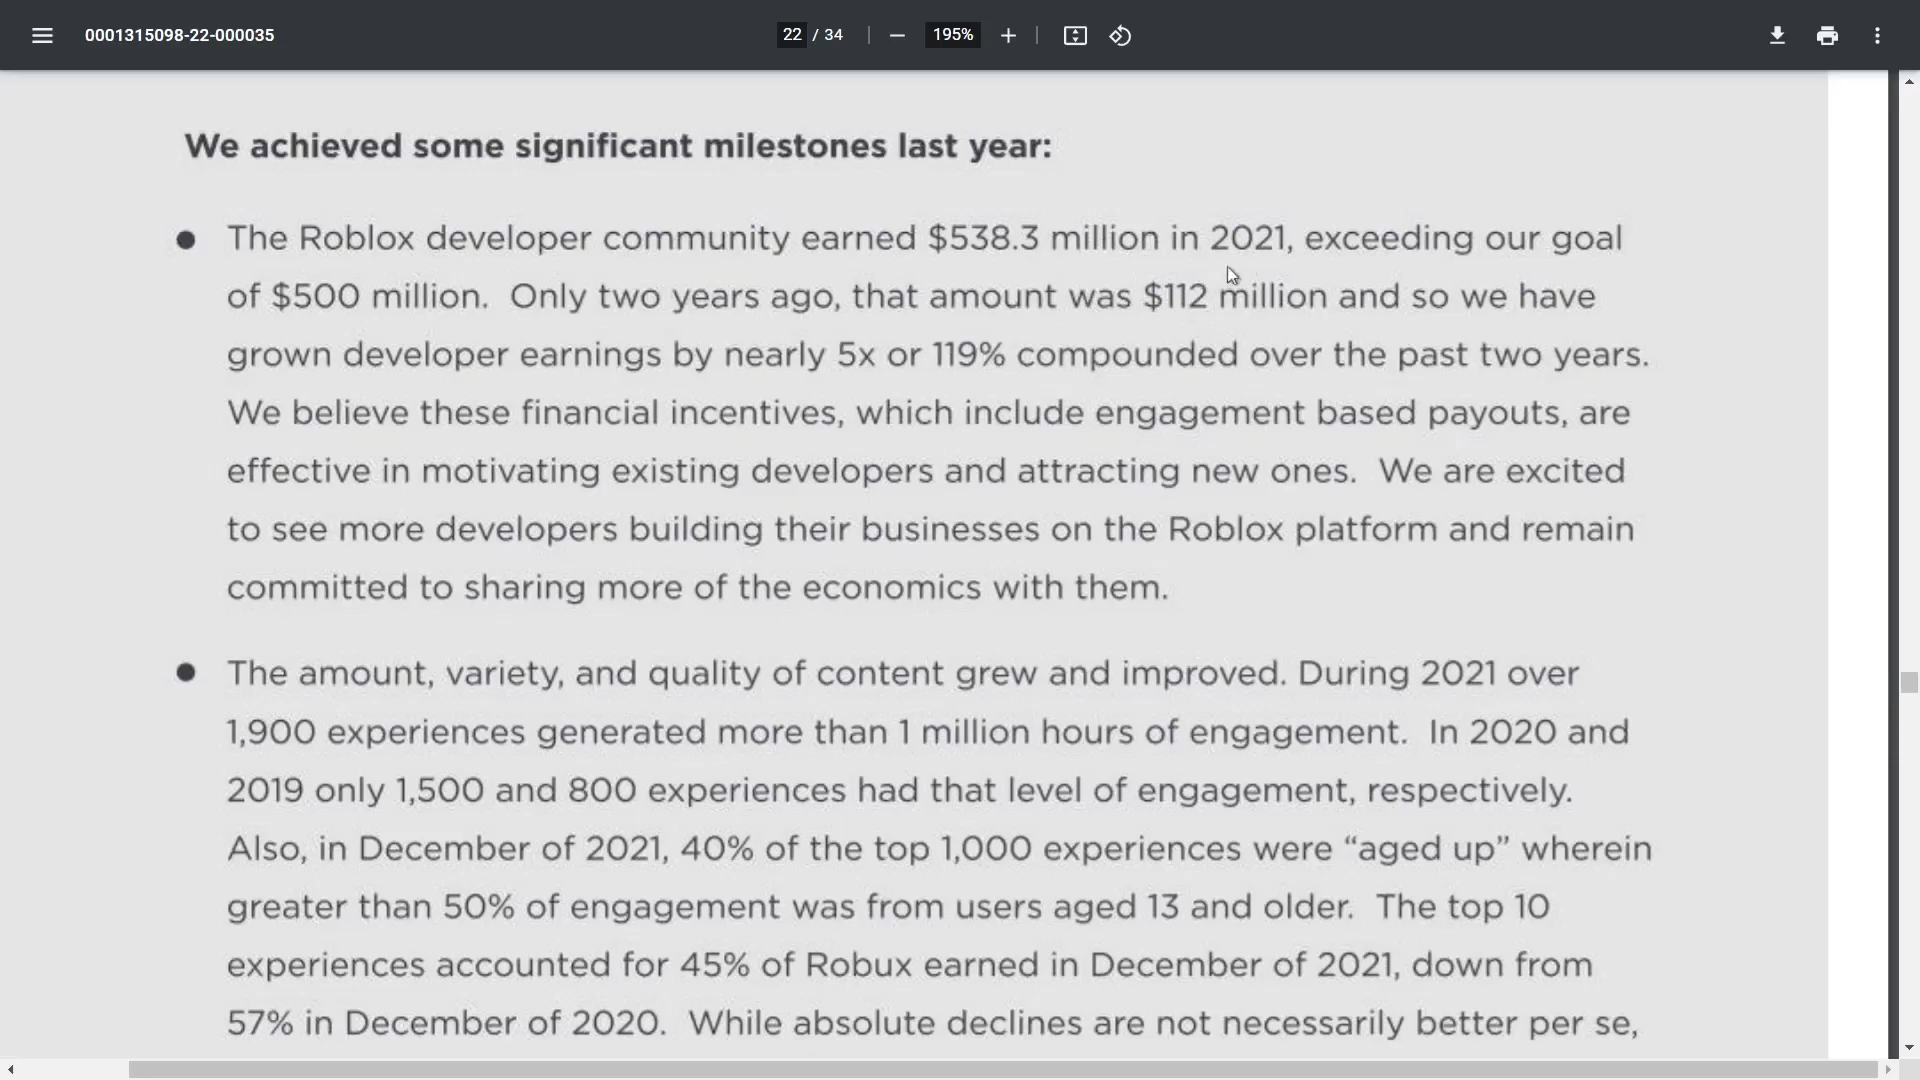 0001315098-22-000035
22 / 34
195%
We achieved some significant milestones last year:
The Roblox developer community earned $538.3 million in 2021, exceeding our goal
of $500 million.  Only two years ago, that amount was $112 million and so we have
grown developer earnings by nearly 5x or 119% compounded over the past two years.
We believe these financial incentives, which include engagement based payouts, are
effective in motivating existing developers and attracting new ones.  We are excited
to see more developers building their businesses on the Roblox platform and remain
committed to sharing more of the economics with them.
The amount, variety, and quality of content grew and improved. During 2021 over
1,900 experiences generated more than 1 million hours of engagement.  In 2020 and
2019 only 1,500 and 800 experiences had that level of engagement, respectively.
Also, in December of 2021, 40% of the top 1,000 experiences were “aged up” wherein
greater than 50% of engagement was from users aged 13 and older.  The top 10
experiences accounted for 45% of Robux earned in December of 2021, down from
57% in December of 2020.  While absolute declines are not necessarily better per se,